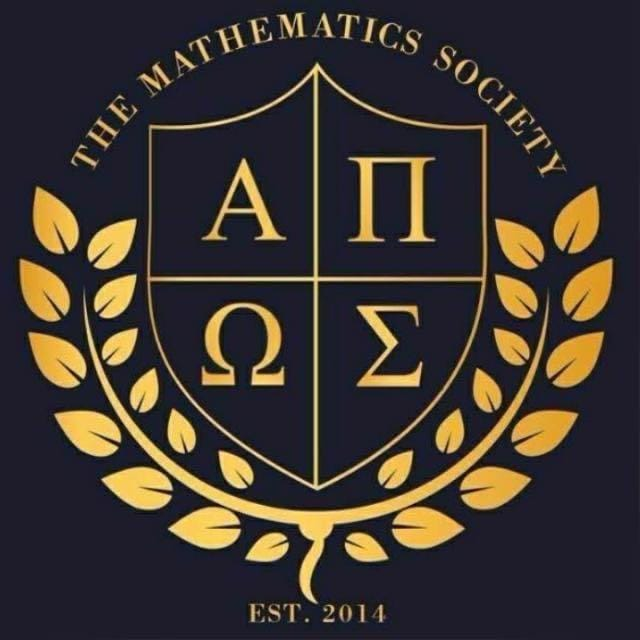 THE MATHEMATICS SOCIETY
Α Π
Ω Σ
EST. 2014